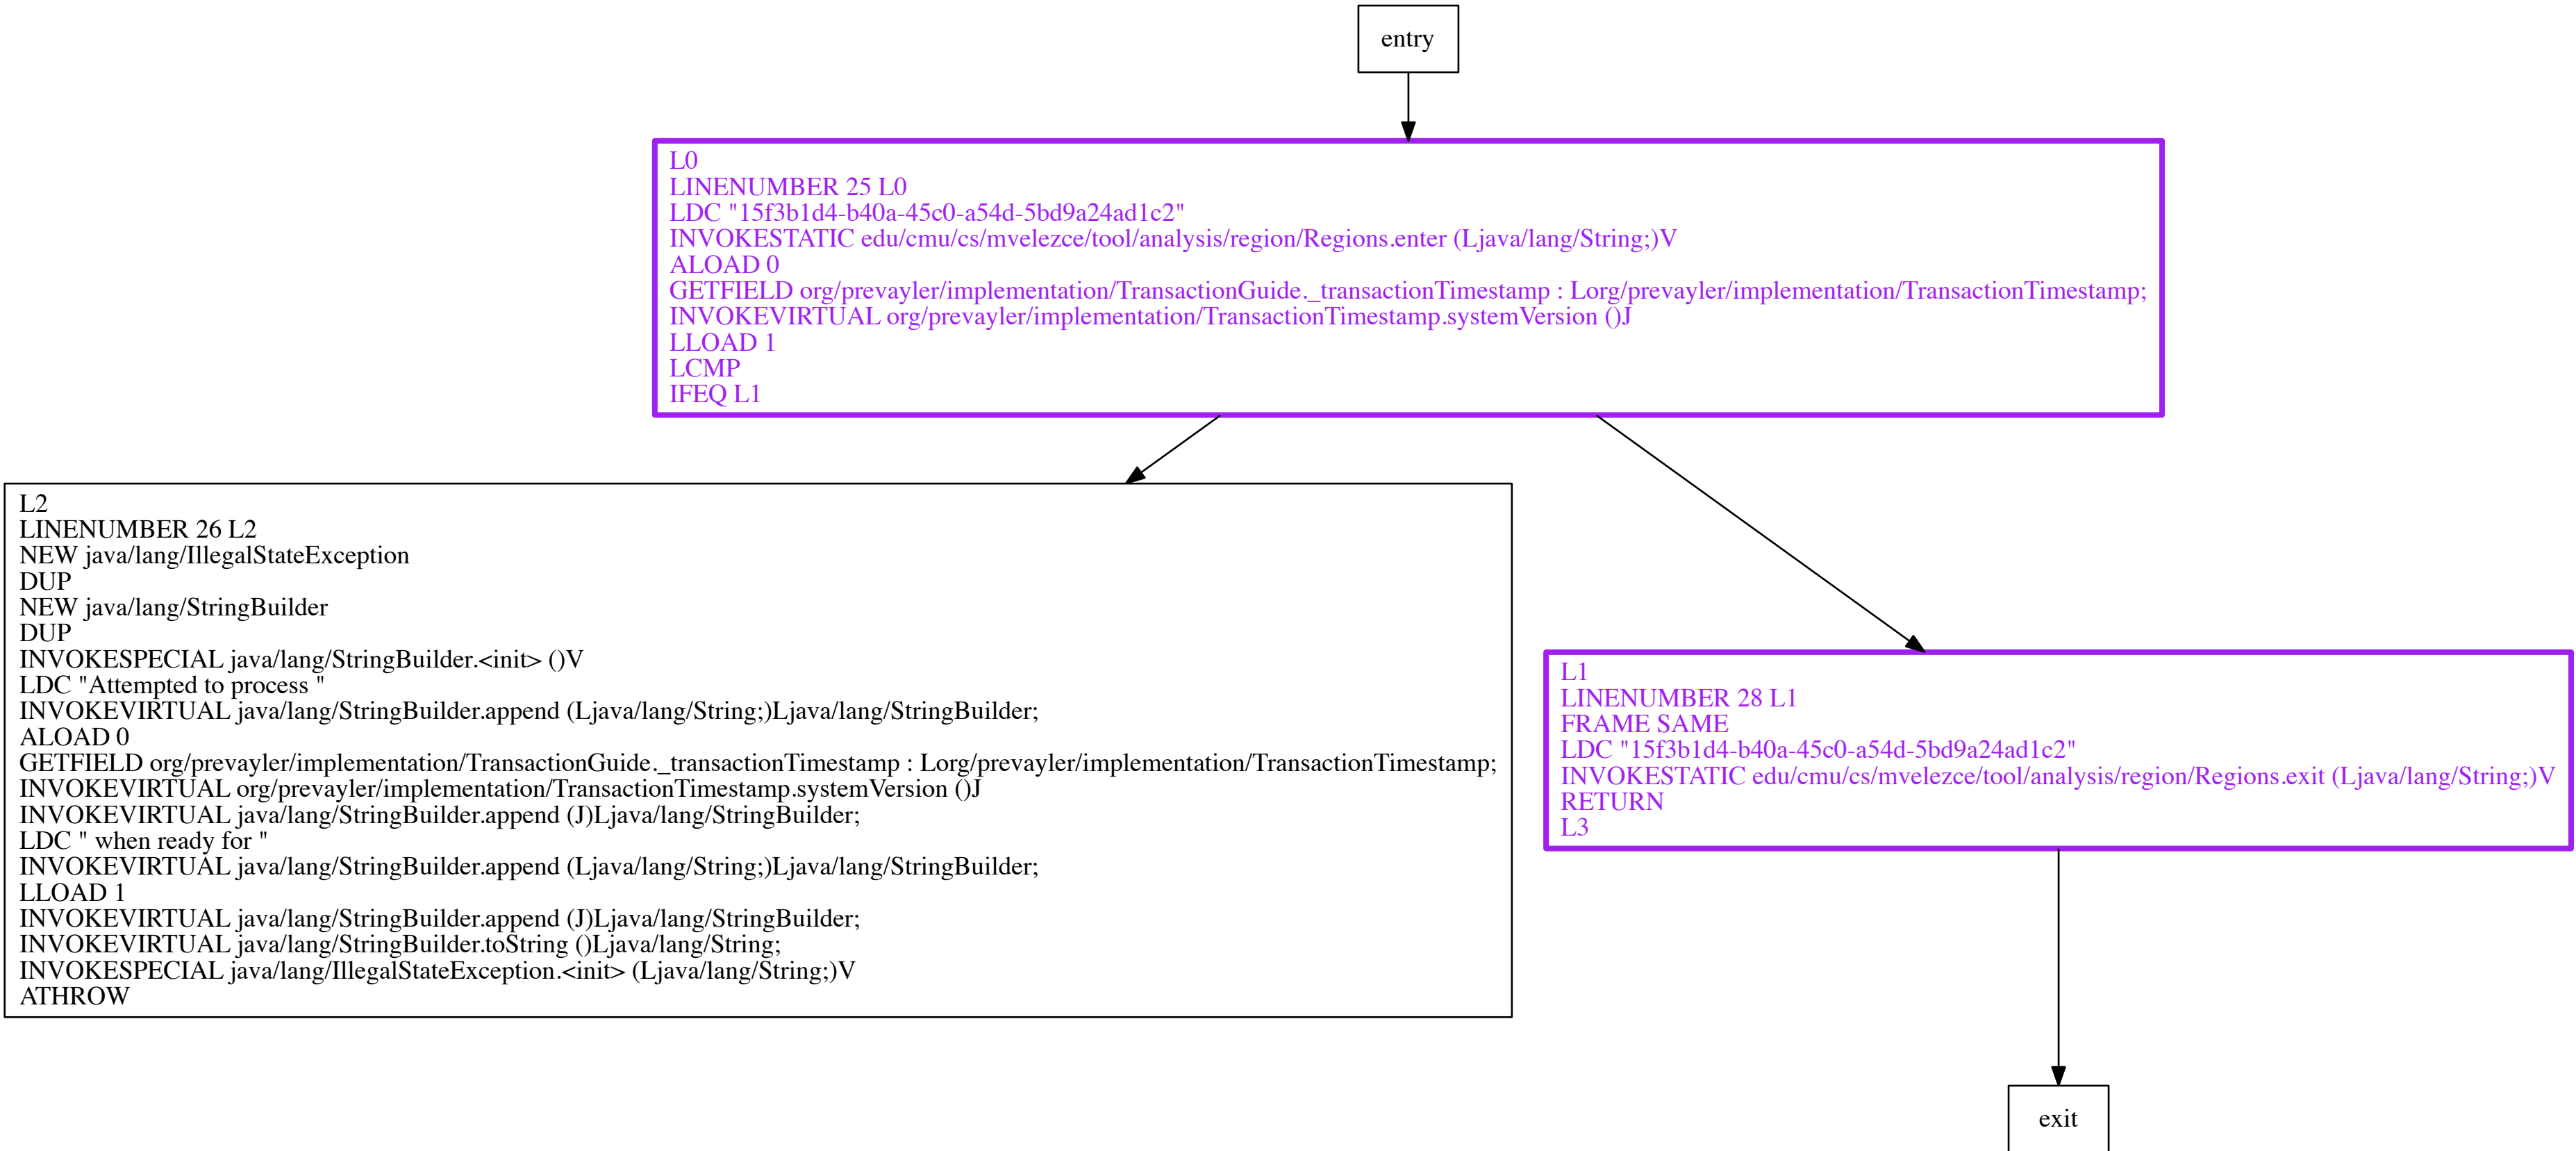 entry
L0
LINENUMBER 25 L0
LDC "15f3b1d4-b40a-45c0-a54d-5bd9a24ad1c2"
INVOKESTATIC edu/cmu/cs/mvelezce/tool/analysis/region/Regions.enter (Ljava/lang/String;)V
ALOAD 0
GETFIELD org/prevayler/implementation/TransactionGuide._transactionTimestamp : Lorg/prevayler/implementation/TransactionTimestamp;
INVOKEVIRTUAL org/prevayler/implementation/TransactionTimestamp.systemVersion ()J
LLOAD 1
LCMP
IFEQ L1
L2
LINENUMBER 26 L2
NEW java/lang/IllegalStateException
DUP
NEW java/lang/StringBuilder
DUP
INVOKESPECIAL java/lang/StringBuilder.<init> ()V
LDC "Attempted to process "
INVOKEVIRTUAL java/lang/StringBuilder.append (Ljava/lang/String;)Ljava/lang/StringBuilder;
ALOAD 0
GETFIELD org/prevayler/implementation/TransactionGuide._transactionTimestamp : Lorg/prevayler/implementation/TransactionTimestamp;
INVOKEVIRTUAL org/prevayler/implementation/TransactionTimestamp.systemVersion ()J
INVOKEVIRTUAL java/lang/StringBuilder.append (J)Ljava/lang/StringBuilder;
LDC " when ready for "
INVOKEVIRTUAL java/lang/StringBuilder.append (Ljava/lang/String;)Ljava/lang/StringBuilder;
LLOAD 1
INVOKEVIRTUAL java/lang/StringBuilder.append (J)Ljava/lang/StringBuilder;
INVOKEVIRTUAL java/lang/StringBuilder.toString ()Ljava/lang/String;
INVOKESPECIAL java/lang/IllegalStateException.<init> (Ljava/lang/String;)V
ATHROW
L1
LINENUMBER 28 L1
FRAME SAME
LDC "15f3b1d4-b40a-45c0-a54d-5bd9a24ad1c2"
INVOKESTATIC edu/cmu/cs/mvelezce/tool/analysis/region/Regions.exit (Ljava/lang/String;)V
RETURN
L3
exit